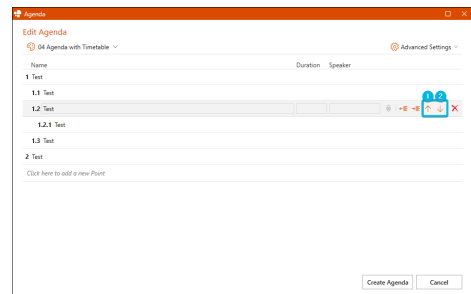 Agenda
Edit Agenda
04 Agenda with Timetable
Advanced Settings
Name Duration Speaker
1 Test
1.1 Test
1 2
1.2 Test
1.2.1 Test
1.3 Test
2 Test
Click here to add a new Point
Create Agenda Cancel